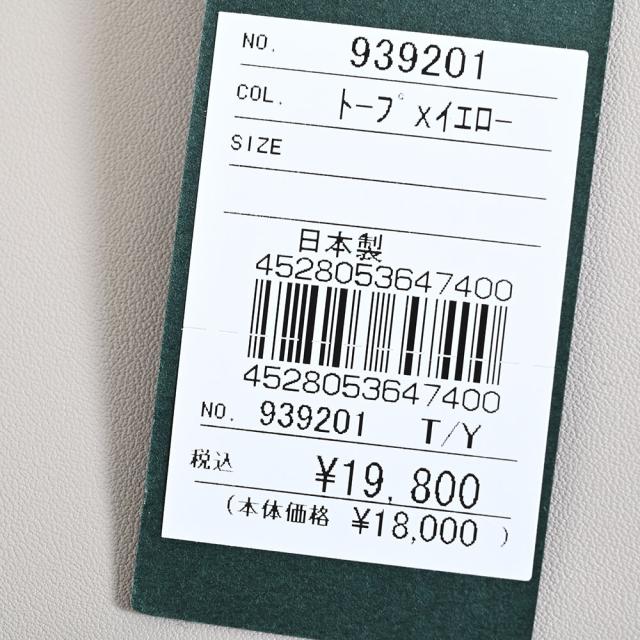 NO. 939201
COL. トープ×イエロー
SIZE
日本製
4528053647400
4528053647400
NO. 939201 T/Y
税込 ¥19,800
(本体価格 ¥18,000 )